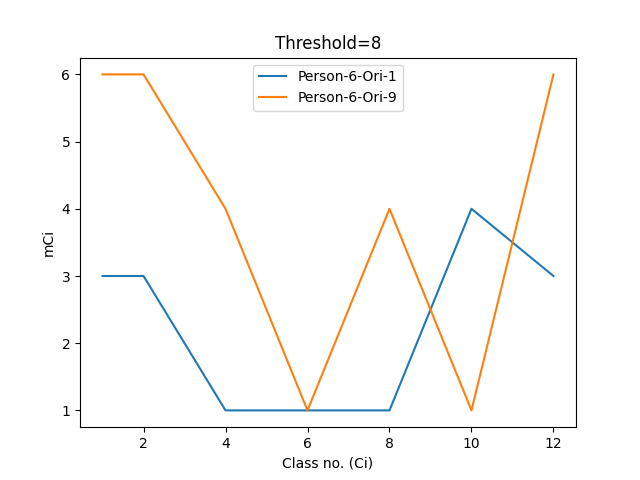 Threshold=8
Person-6-Ori-1
Person-6-Ori-9
6
5
4
3
2
1
mCi
2 4 6 8 10 12
Class no. (Ci)